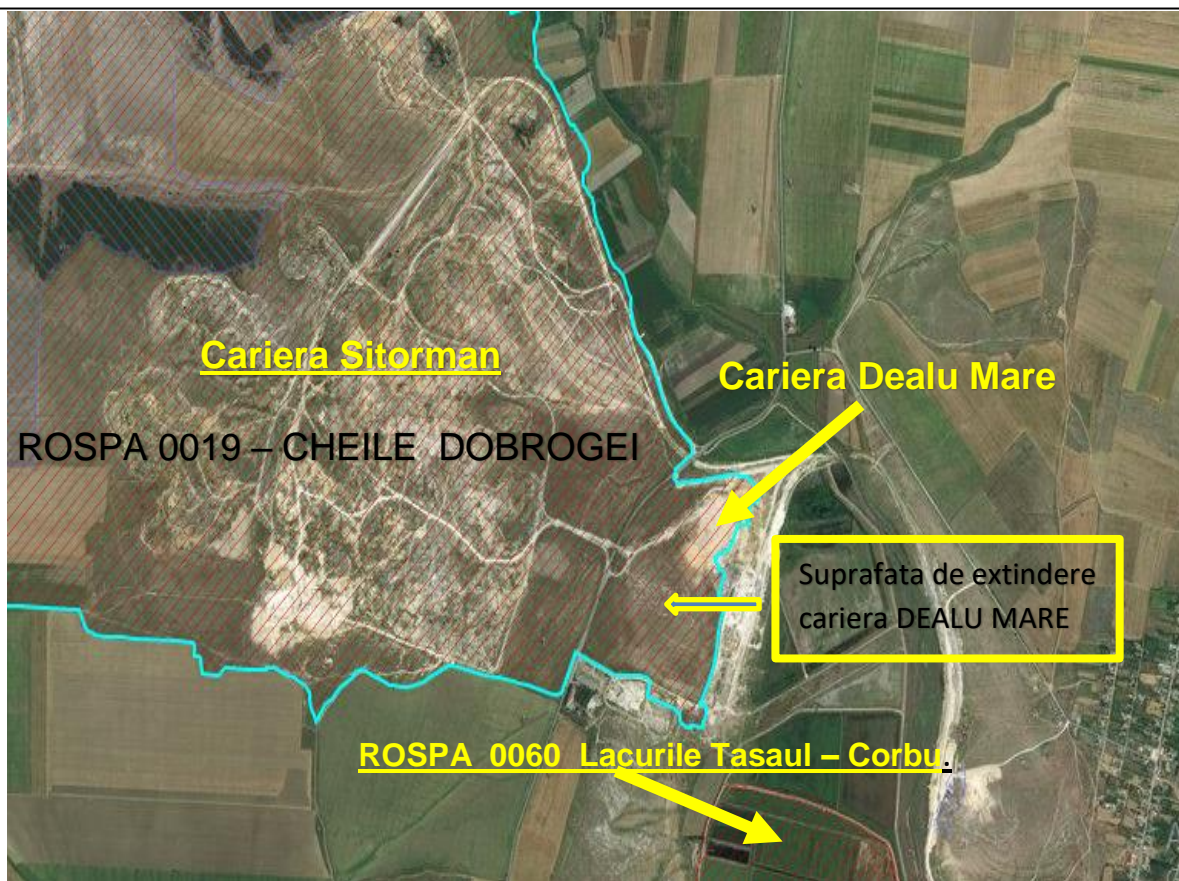 Cariera Sitorman
Cariera Dealu Mare
ROSPA 0019 – CHEILE DOBROGEI
Suprafata de extindere
cariera DEALU MARE
ROSPA 0060 Lacurile Tasaul – Corbu.